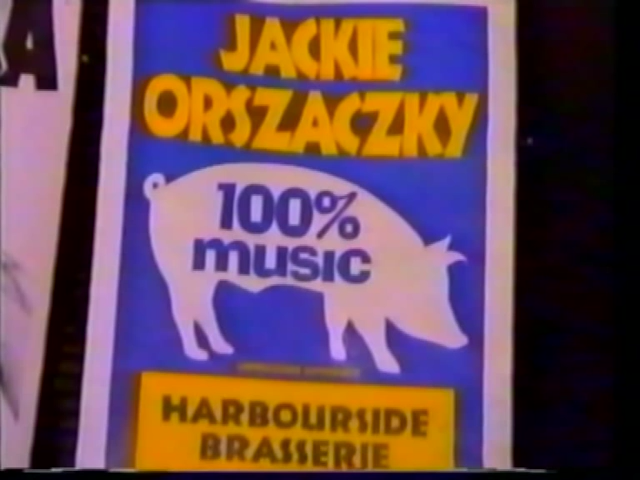 A
JACKIE
ORSZACZKY
100%
music
HARBOURSIDE
BRASSERIE